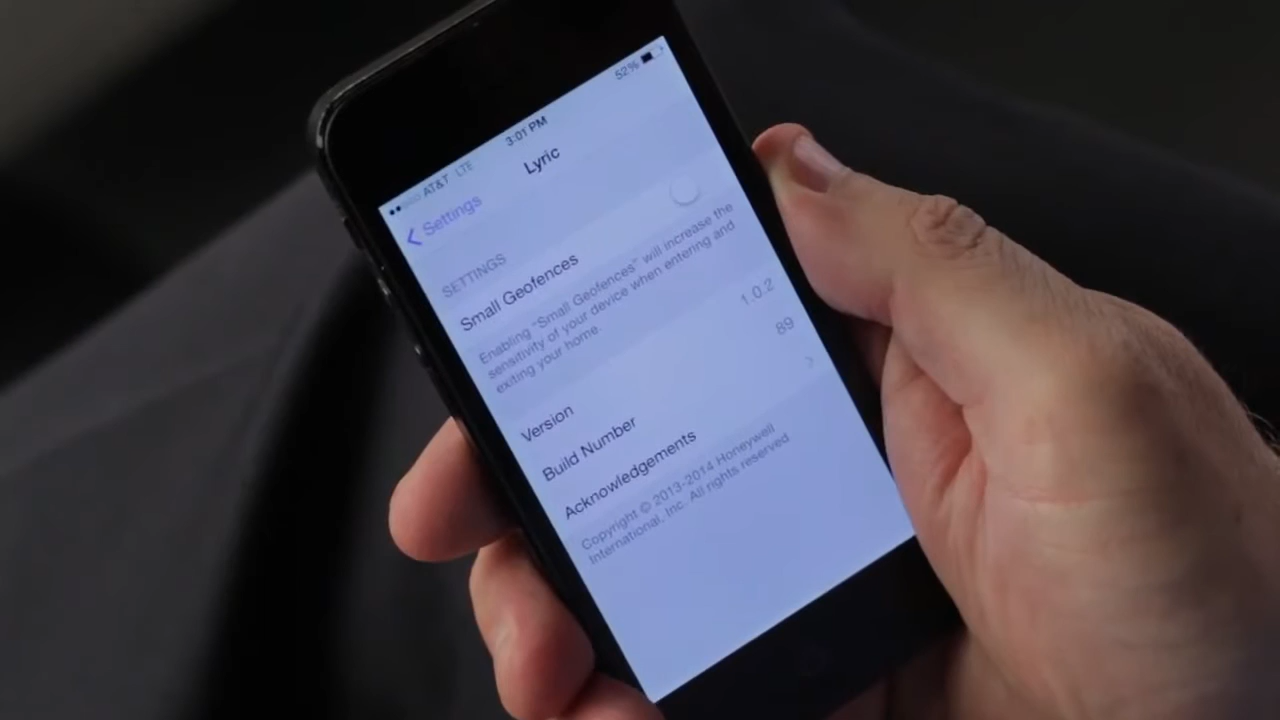 AT&T LTE 3:01 PM 52%
Settings Lyric
SETTINGS
Small Geofences
Enabling "Small Geofences" will increase the
sensitivity of your device when entering and
exiting your home.
Version 1.0.2
Build Number 89
Acknowledgements
Copyright © 2013-2014 Honeywell
International, Inc. All rights reserved